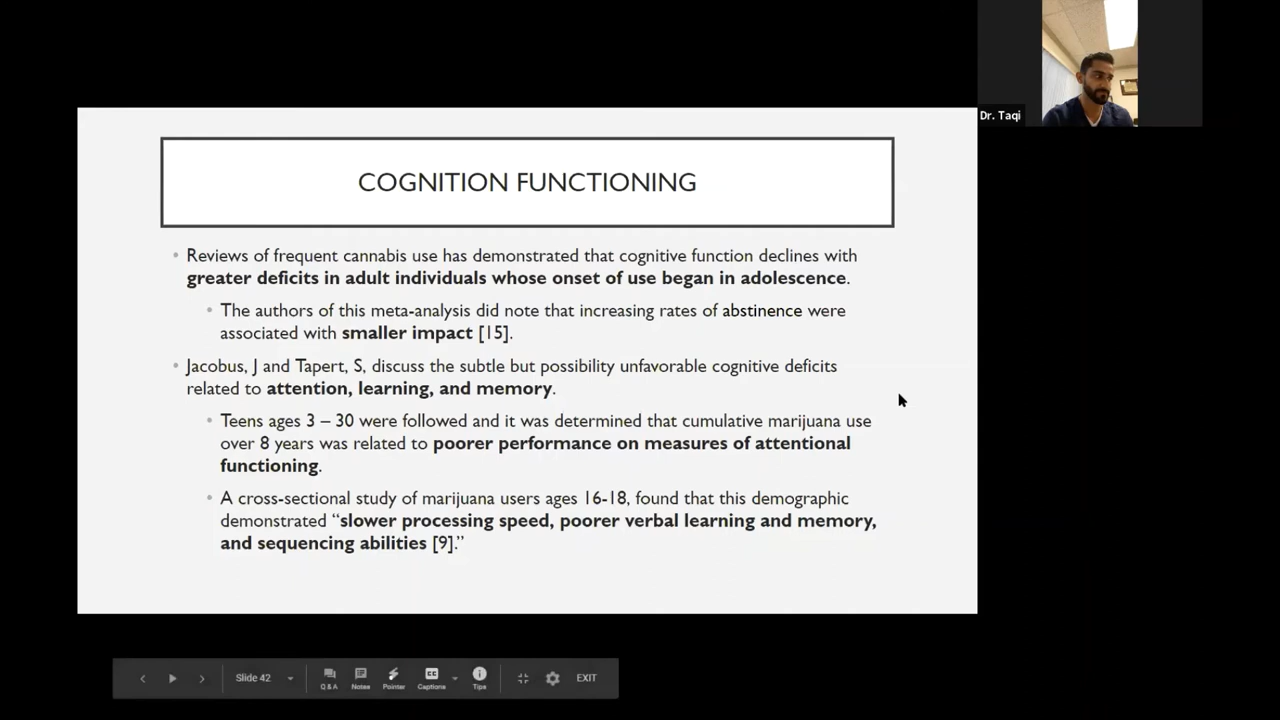 Dr. Taqi
COGNITION FUNCTIONING
• Reviews of frequent cannabis use has demonstrated that cognitive function declines with
greater deficits in adult individuals whose onset of use began in adolescence.
• The authors of this meta-analysis did note that increasing rates of abstinence were
associated with smaller impact [15].
• Jacobus, J and Tapert, S, discuss the subtle but possibility unfavorable cognitive deficits
related to attention, learning, and memory.
• Teens ages 3 – 30 were followed and it was determined that cumulative marijuana use
over 8 years was related to poorer performance on measures of attentional
functioning.
• A cross-sectional study of marijuana users ages 16-18, found that this demographic
demonstrated “slower processing speed, poorer verbal learning and memory,
and sequencing abilities [9].”
Slide 42
Q & A
Notes
Pointer
CC
Captions
Tips
EXIT